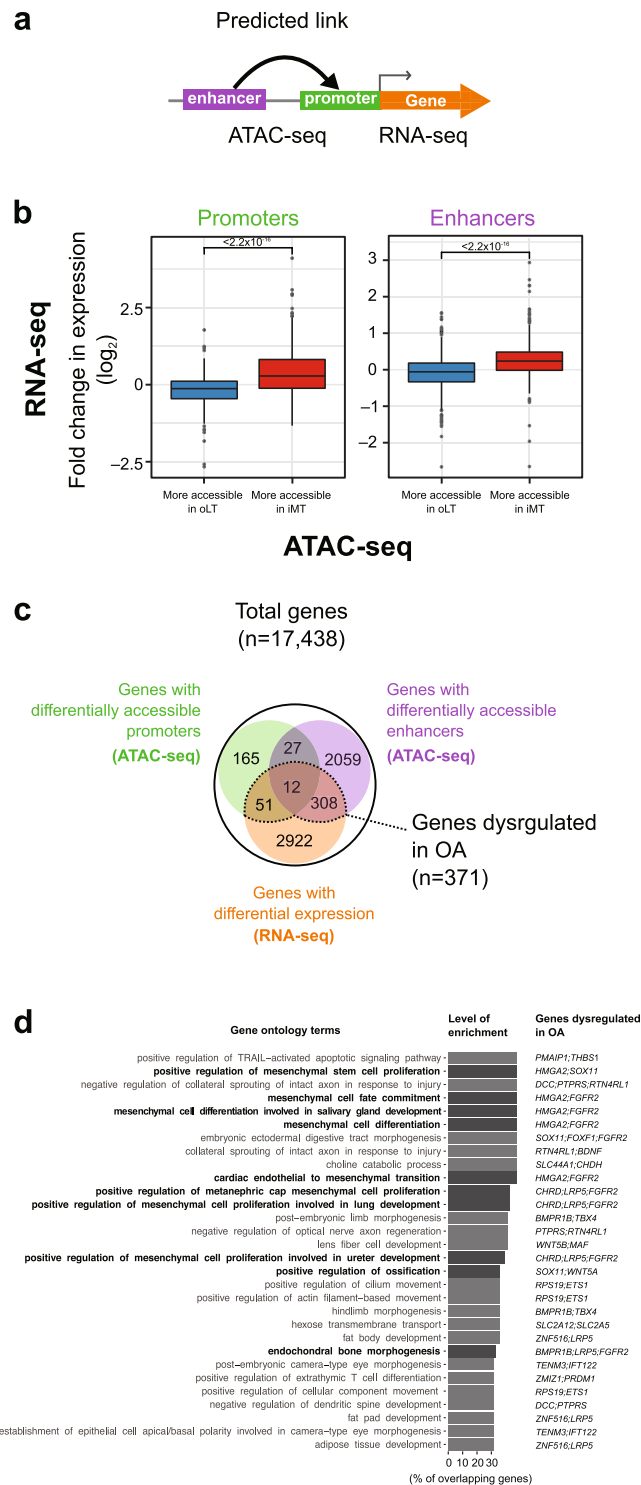 a
Predicted link
enhancer
promoter
Gene
ATAC-seq
RNA-seq
b
Promoters
Enhancers
RNA-seq
Fold change in expression
(log2)
<2.2x10-16
2.5
0
−2.5
<2.2x10-16
3
2
1
0
−1
−2
More accessible
in oLT
More accessible
in iMT
More accessible
in oLT
More accessible
in iMT
ATAC-seq
c
Total genes
(n=17,438)
Genes with
differentially accessible
promoters
(ATAC-seq)
Genes with
differentially accessible
enhancers
(ATAC-seq)
165
27
2059
12
51
308
2922
Genes dysrgulated
in OA
(n=371)
Genes with
differential expression
(RNA-seq)
d
Gene ontology terms
Level of
enrichment
Genes dysregulated
in OA
positive regulation of TRAIL−activated apoptotic signaling pathway PMAIP1;THBS1
positive regulation of mesenchymal stem cell proliferation HMGA2;SOX11
negative regulation of collateral sprouting of intact axon in response to injury DCC;PTPRS;RTN4RL1
mesenchymal cell fate commitment HMGA2;FGFR2
mesenchymal cell differentiation involved in salivary gland development HMGA2;FGFR2
mesenchymal cell differentiation HMGA2;FGFR2
embryonic ectodermal digestive tract morphogenesis SOX11;FOXF1;FGFR2
collateral sprouting of intact axon in response to injury RTN4RL1;BDNF
choline catabolic process SLC44A1;CHDH
cardiac endothelial to mesenchymal transition HMGA2;FGFR2
positive regulation of metanephric cap mesenchymal cell proliferation CHRD;LRP5;FGFR2
positive regulation of mesenchymal cell proliferation involved in lung development CHRD;LRP5;FGFR2
post−embryonic limb morphogenesis BMPR1B;TBX4
negative regulation of optical nerve axon regeneration PTPRS;RTN4RL1
lens fiber cell development WNT5B;MAF
positive regulation of mesenchymal cell proliferation involved in ureter development CHRD;LRP5;FGFR2
positive regulation of ossification SOX11;WNT5A
positive regulation of cilium movement RPS19;ETS1
positive regulation of actin filament−based movement RPS19;ETS1
hindlimb morphogenesis BMPR1B;TBX4
hexose transmembrane transport SLC2A12;SLC2A5
fat body development ZNF516;LRP5
endochondral bone morphogenesis BMPR1B;LRP5;FGFR2
post−embryonic camera−type eye morphogenesis TENM3;IFT122
positive regulation of extrathymic T cell differentiation ZMIZ1;PRDM1
positive regulation of cellular component movement RPS19;ETS1
negative regulation of dendritic spine development DCC;PTPRS
fat pad development ZNF516;LRP5
establishment of epithelial cell apical/basal polarity involved in camera−type eye morphogenesis TENM3;IFT122
adipose tissue development ZNF516;LRP5
0 10 20 30
(% of overlapping genes)